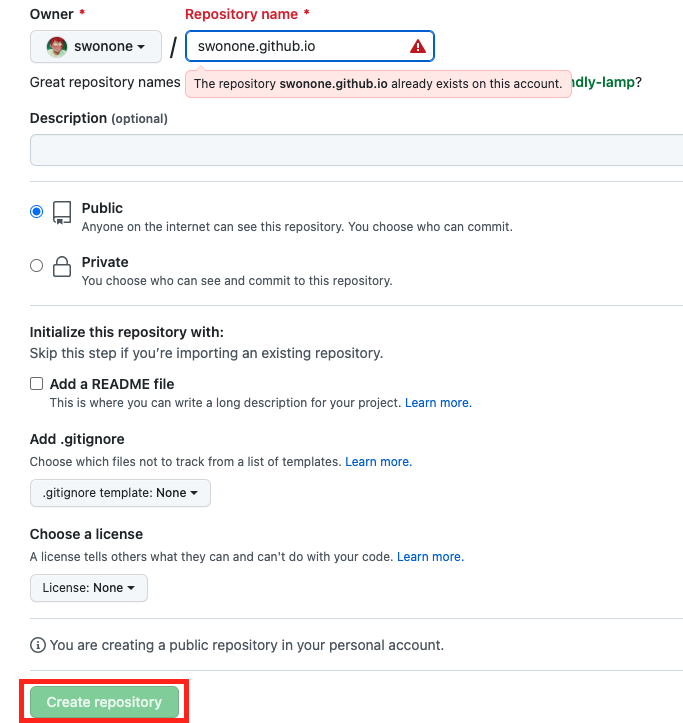 Owner * Repository name *
swonone / swonone.github.io
Great repository names
The repository swonone.github.io already exists on this account.
ndly-lamp?
Description (optional)
Public
Anyone on the internet can see this repository. You choose who can commit.
Private
You choose who can see and commit to this repository.
Initialize this repository with:
Skip this step if you're importing an existing repository.
Add a README file
This is where you can write a long description for your project. Learn more.
Add .gitignore
Choose which files not to track from a list of templates. Learn more.
.gitignore template: None
Choose a license
A license tells others what they can and can't do with your code. Learn more.
License: None
You are creating a public repository in your personal account.
Create repository